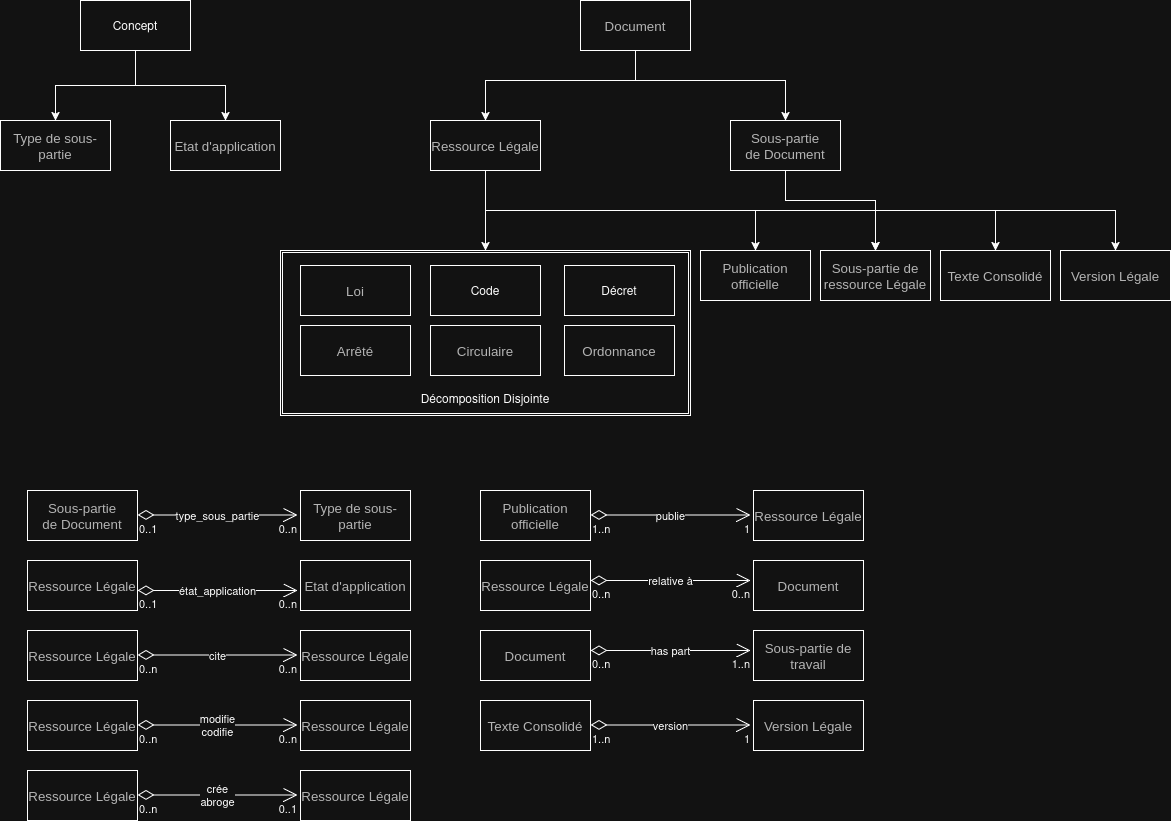 Concept
Document
Type de sous-
partie
Etat d'application
Ressource Légale
Sous-partie
de Document
Loi
Code
Décret
Arrêté
Circulaire
Ordonnance
Décomposition Disjointe
Publication
officielle
Sous-partie de
ressource Légale
Texte Consolidé
Version Légale
Sous-partie
de Document
0..1
type_sous_partie
0..n
Type de sous-
partie
Ressource Légale
0..1
état_application
0..n
Etat d'application
Ressource Légale
0..n
cite
0..n
Ressource Légale
Ressource Légale
0..n
modifie
codifie
0..n
Ressource Légale
Ressource Légale
0..n
crée
abroge
0..1
Ressource Légale
Publication
officielle
1..n
publie
1
Ressource Légale
Ressource Légale
0..n
relative à
0..n
Document
Document
0..n
has part
1..n
Sous-partie de
travail
Texte Consolidé
1..n
version
1
Version Légale